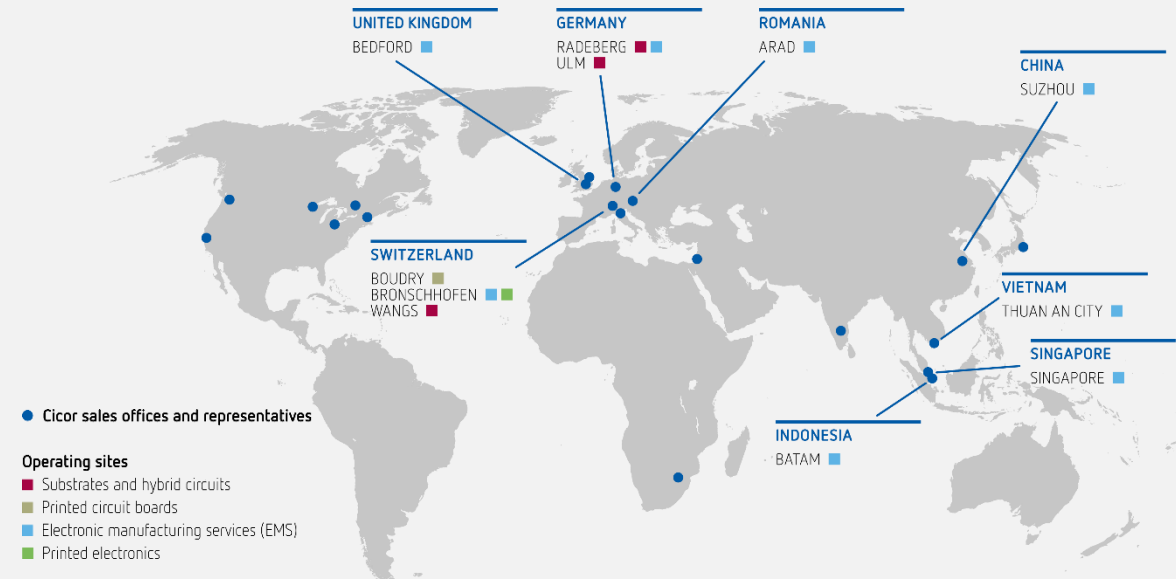 UNITED KINGDOM
BEDFORD
GERMANY
RADEBERG
ULM
ROMANIA
ARAD
CHINA
SUZHOU
SWITZERLAND
BOUDRY
BRONSCHHOFEN
WANGS
VIETNAM
THUAN AN CITY
SINGAPORE
SINGAPORE
INDONESIA
BATAM
Cicor sales offices and representatives
Operating sites
Substrates and hybrid circuits
Printed circuit boards
Electronic manufacturing services (EMS)
Printed electronics